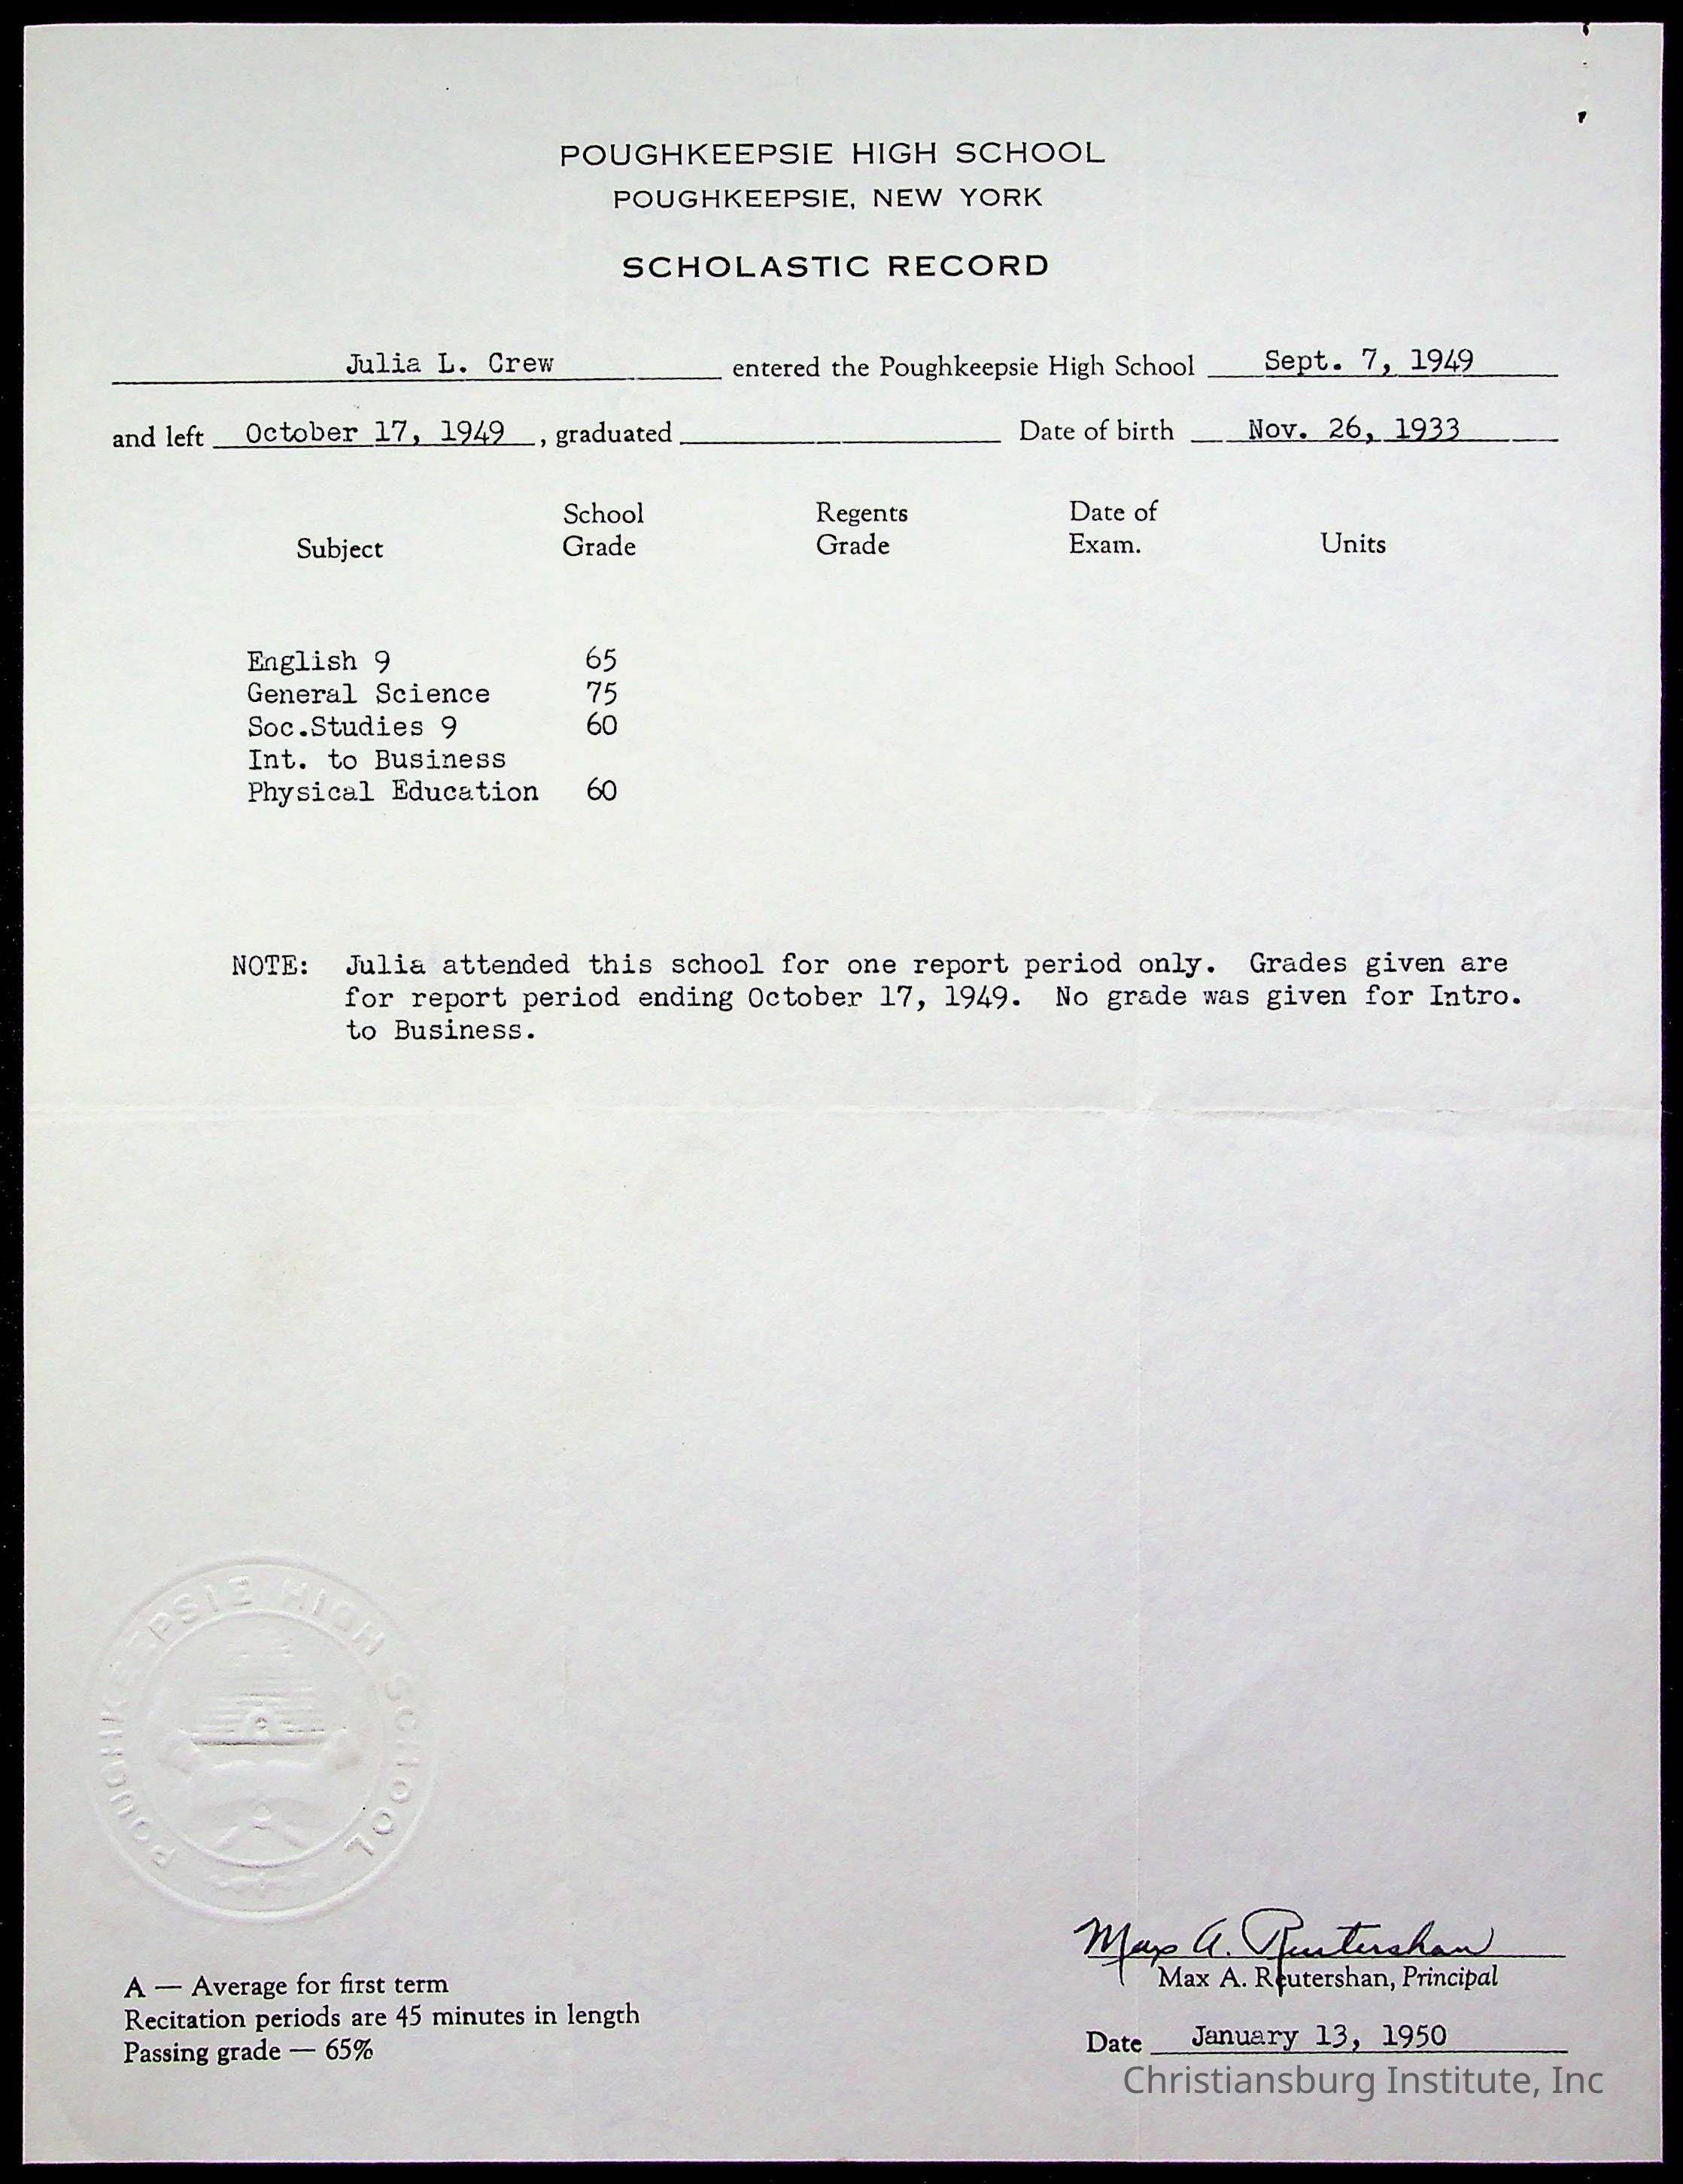 POUGHKEEPSIE HIGH SCHOOL
POUGHKEEPSIE, NEW YORK
SCHOLASTIC RECORD
Julia L. Crew entered the Poughkeepsie High School Sept. 7, 1949
and left October 17, 1949, graduated Date of birth Nov. 26, 1933
Subject School Grade Regents Grade Date of Exam. Units
English 9 65
General Science 75
Soc.Studies 9 60
Int. to Business
Physical Education 60
NOTE: Julia attended this school for one report period only. Grades given are
for report period ending October 17, 1949. No grade was given for Intro.
to Business.
POUGHKEEPSIE HIGH SCHOOL
Max A. Reutershan
Max A. Reutershan, Principal
A — Average for first term
Recitation periods are 45 minutes in length
Passing grade — 65%
Date January 13, 1950
Christiansburg Institute, Inc